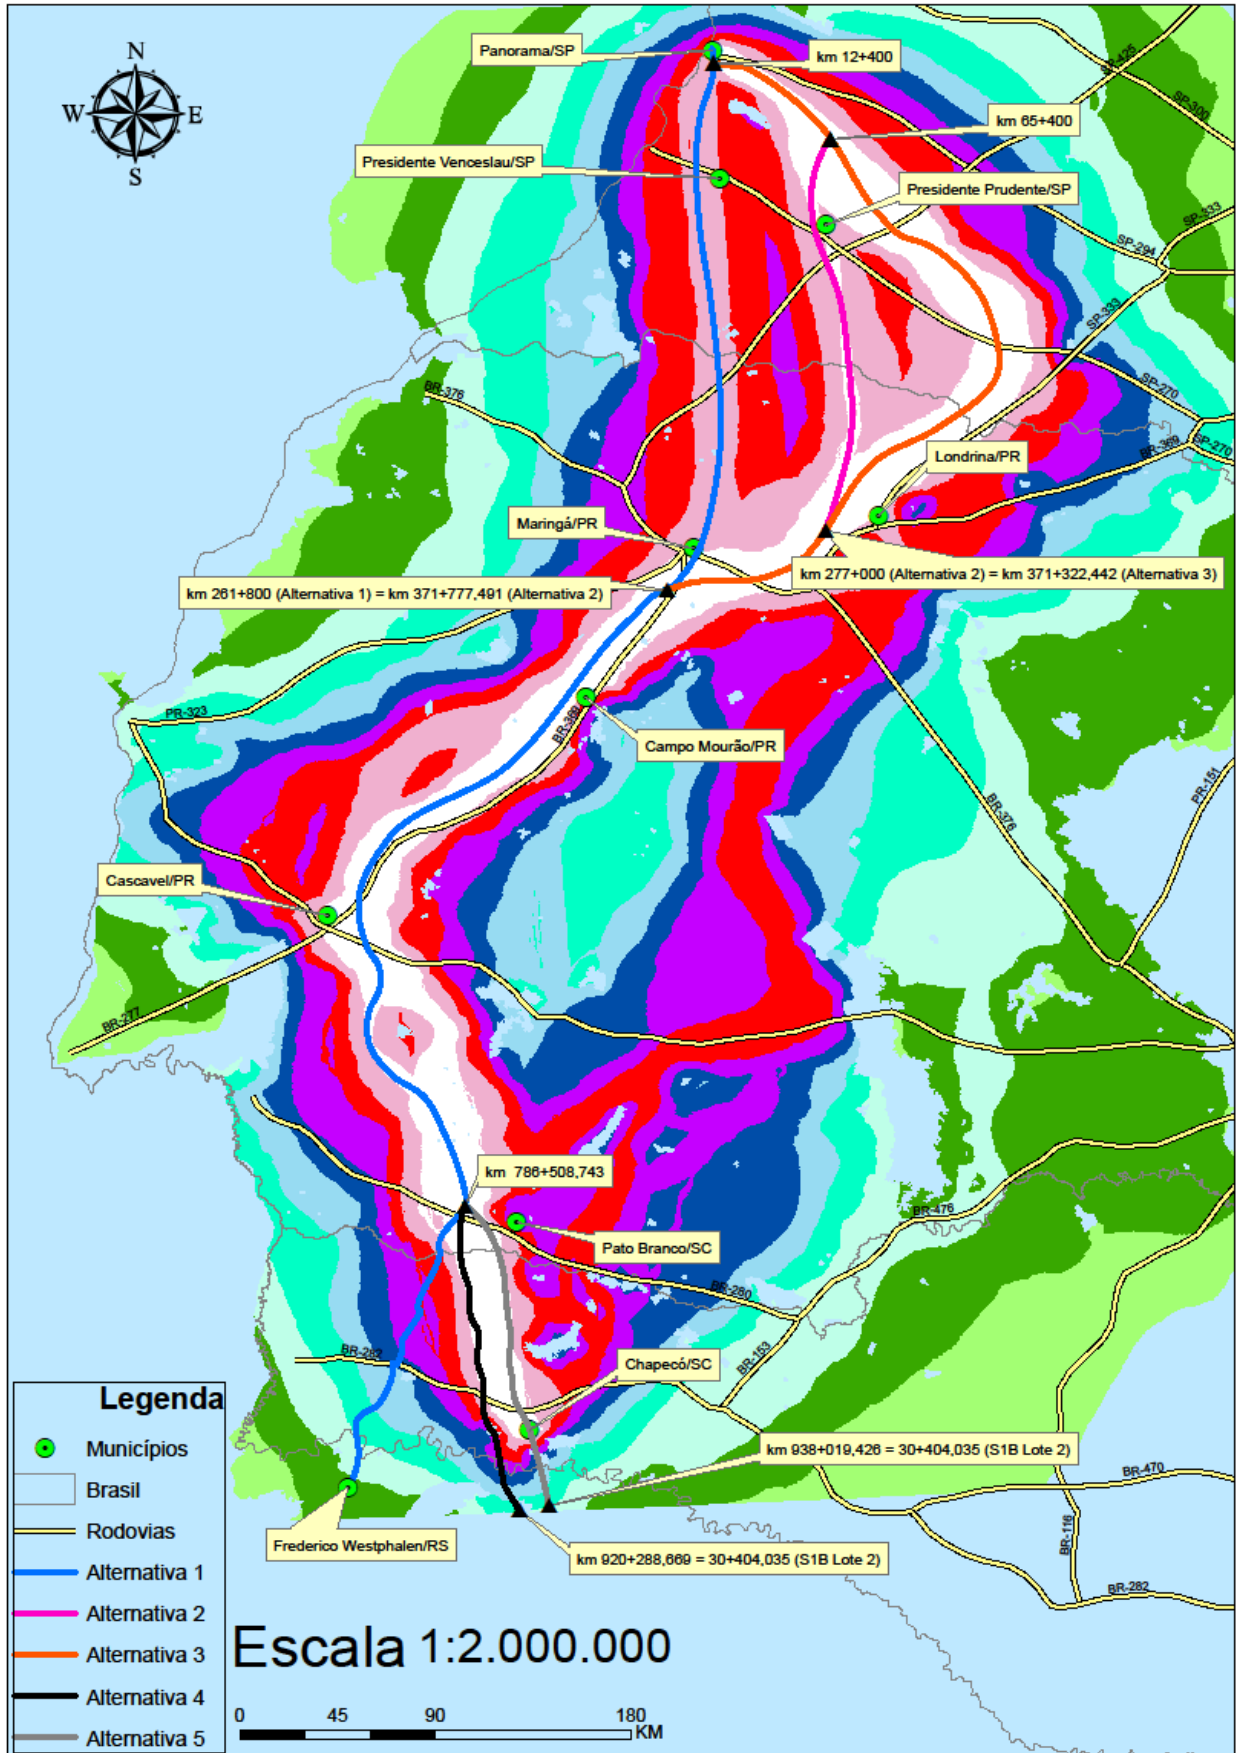 N
W
E
S
Panorama/SP
km 12+400
SP-425
SP-300
km 65+400
Presidente Venceslau/SP
Presidente Prudente/SP
SP-333
SP-294
SP-333
BR-376
SP-270
BR-369
SP-270
Londrina/PR
Maringá/PR
km 261+800 (Alternativa 1) = km 371+777,491 (Alternativa 2)
km 277+000 (Alternativa 2) = km 371+322,442 (Alternativa 3)
PR-323
BR-369
Campo Mourão/PR
PR-151
BR-376
Cascavel/PR
BR-277
km 786+508,743
BR-476
Pato Branco/SC
BR-280
BR-282
BR-153
Chapecó/SC
km 938+019,426 = 30+404,035 (S1B Lote 2)
BR-470
BR-116
Frederico Westphalen/RS
km 920+288,669 = 30+404,035 (S1B Lote 2)
BR-282
Legenda
Municípios
Brasil
Rodovias
Alternativa 1
Alternativa 2
Alternativa 3
Alternativa 4
Alternativa 5
Escala 1:2.000.000
0 45 90 180
KM